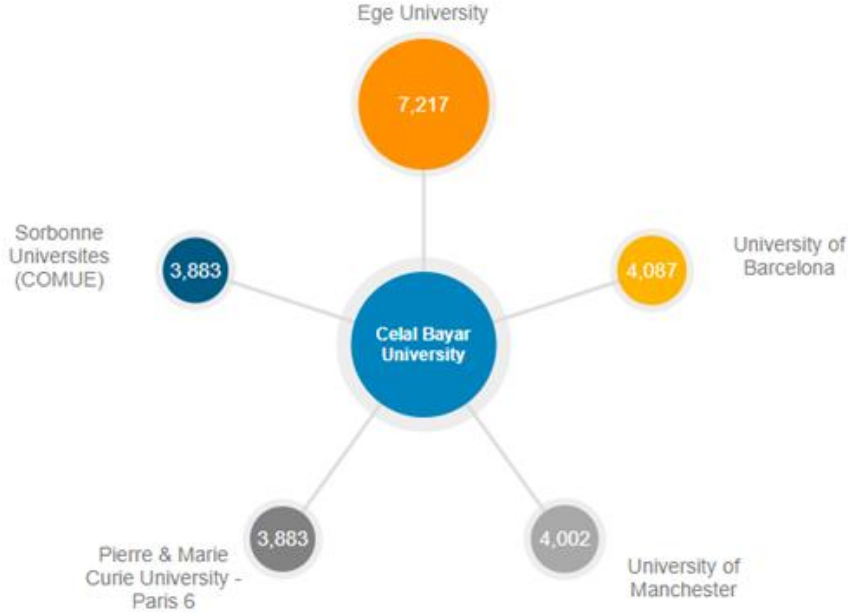 Ege University
7,217
Sorbonne
Universites
(COMUE)
3,883
4,087
University of
Barcelona
Celal Bayar
University
3,883
Pierre & Marie
Curie University -
Paris 6
4,002
University of
Manchester